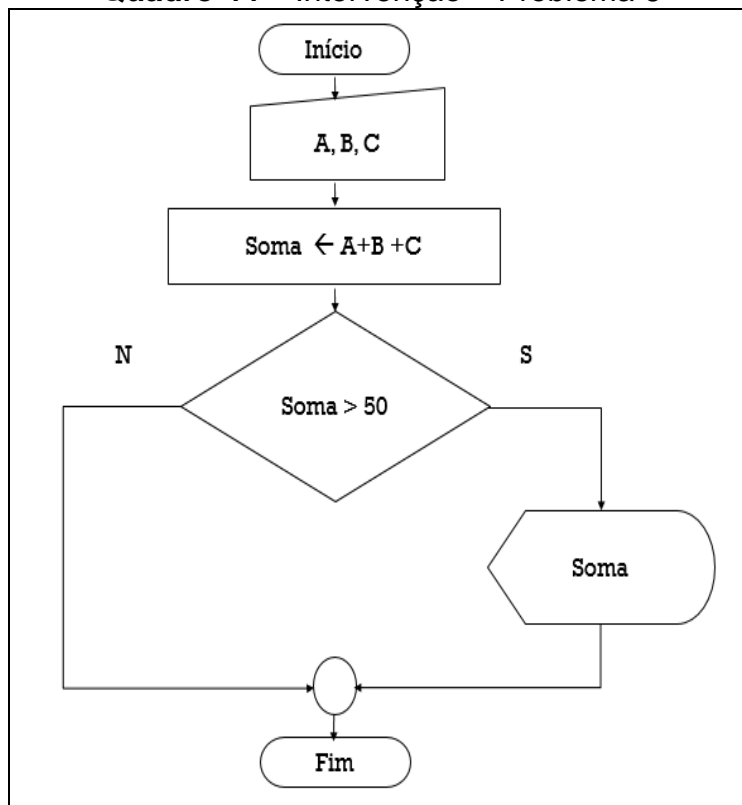 Início
A, B, C
Soma ← A+B +C
N
S
Soma > 50
Soma
Fim